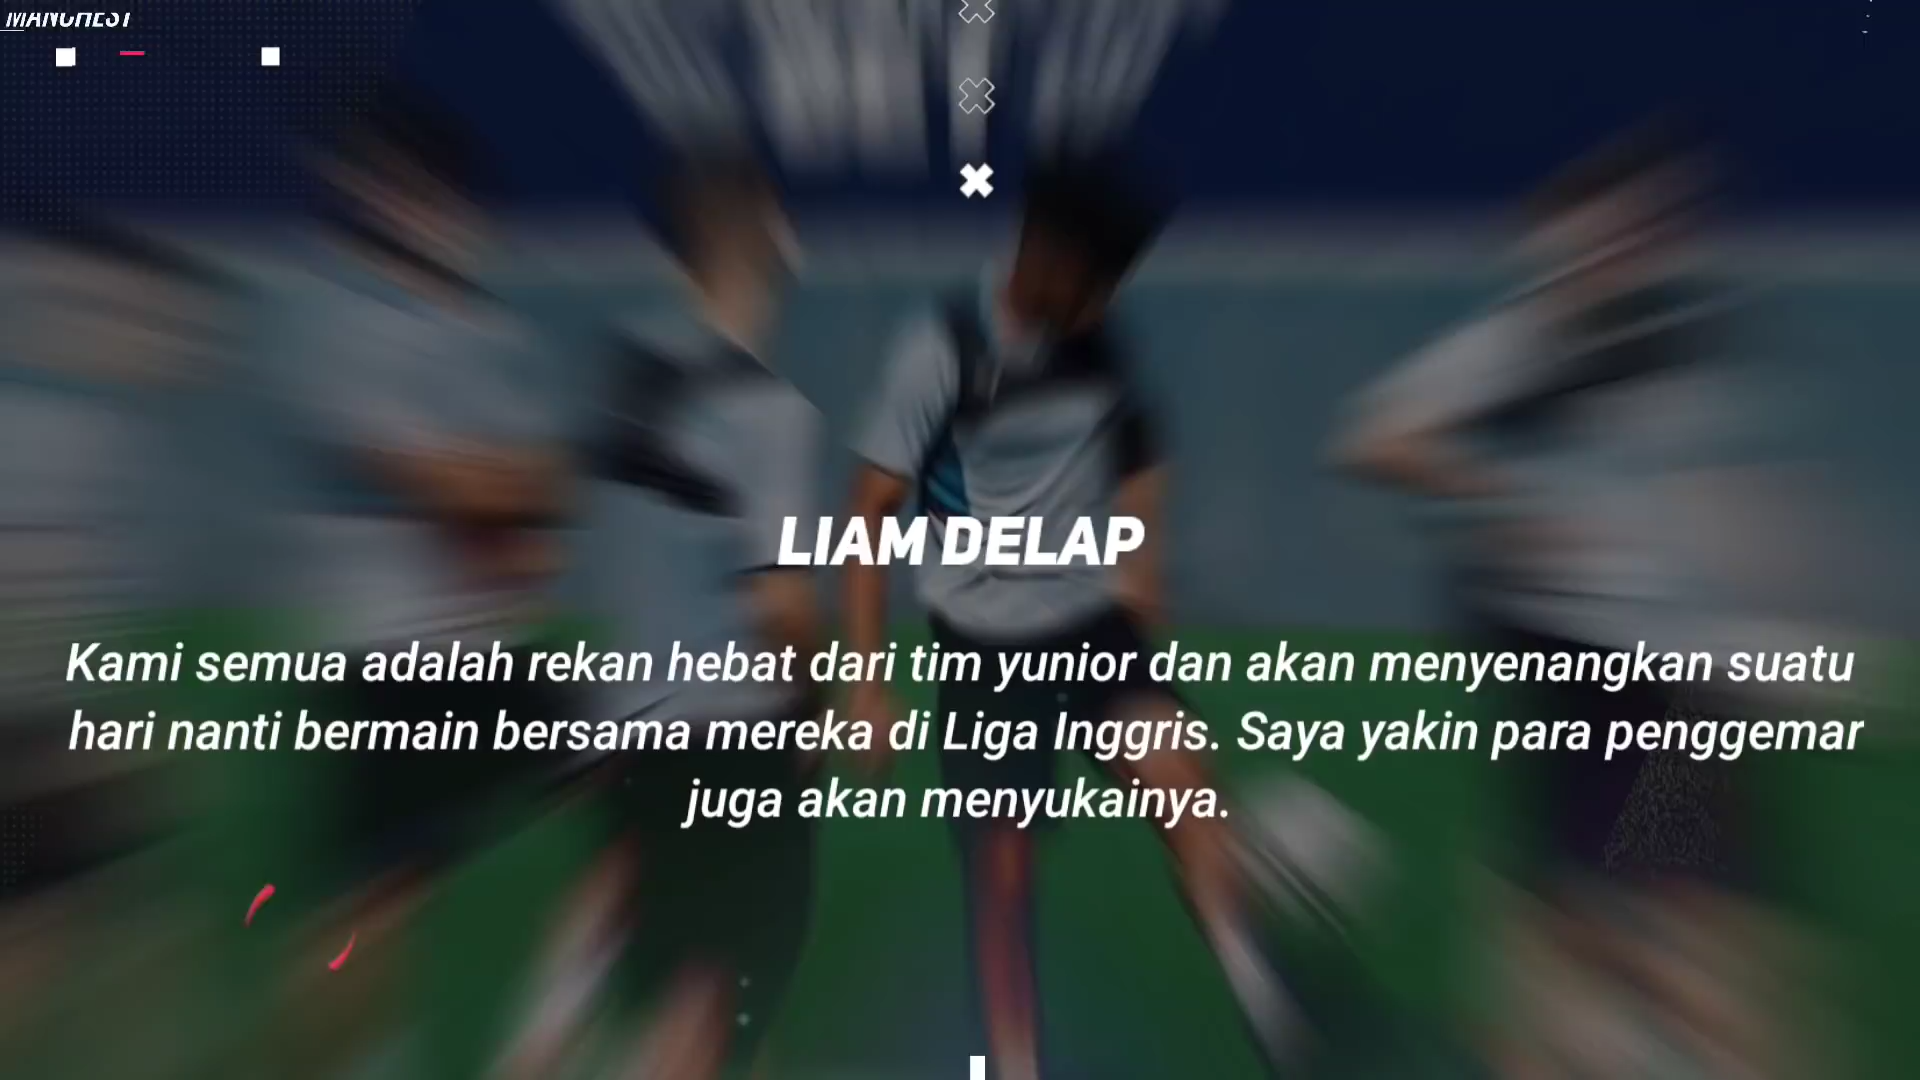 LIAM DELAP
Kami semua adalah rekan hebat dari tim yunior dan akan menyenangkan suatu
hari nanti bermain bersama mereka di Liga Inggris. Saya yakin para penggemar
juga akan menyukainya.